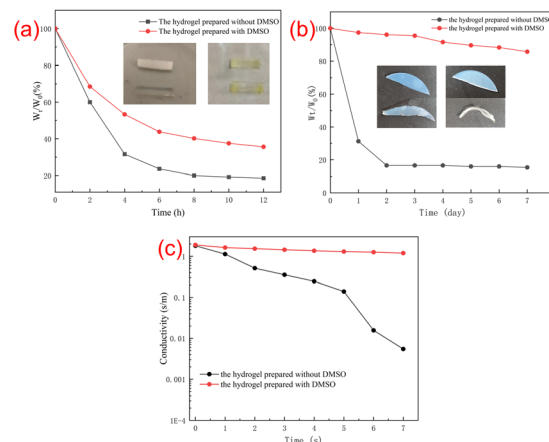 (a)
The hydrogel prepared without DMSO
The hydrogel prepared with DMSO
100
80
60
40
20
0 2 4 6 8 10 12
Wt/W0(%)
Time (h)
(b)
the hydrogel prepared without DMSO
the hydrogel prepared with DMSO
100
80
60
40
20
0
0 1 2 3 4 5 6 7
Wt/W0(%)
Time (day)
(c)
1
0.1
0.01
0.001
1E-4
0 1 2 3 4 5 6 7
Conductivity (s/m)
the hydrogel prepared without DMSO
the hydrogel prepared with DMSO
Time (s)